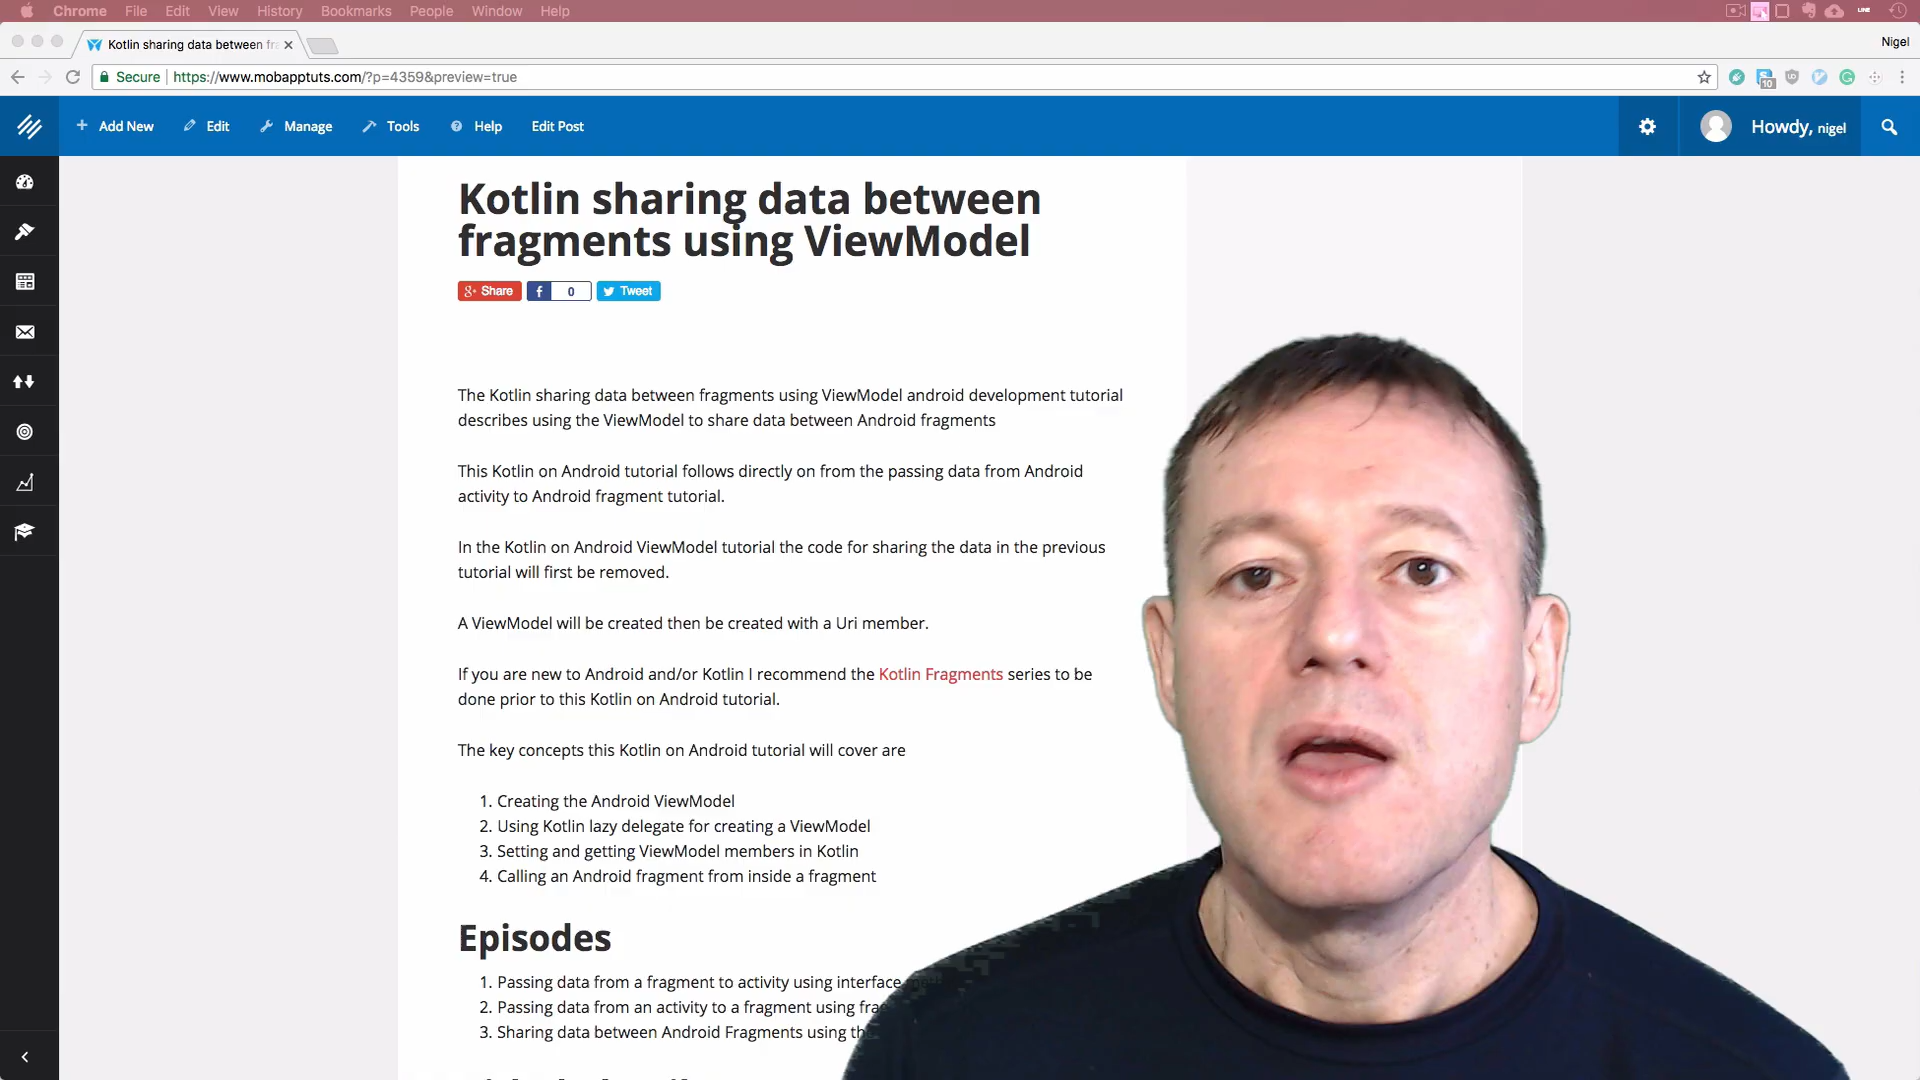 Chrome File Edit View History Bookmarks People Window Help
Kotlin sharing data between
Nigel
Secure https://www.mobapptuts.com/?p=4359&preview=true
10
Add New Edit Manage Tools Help Edit Post Howdy, nigel
Kotlin sharing data between
fragments using ViewModel
Share 0 Tweet
The Kotlin sharing data between fragments using ViewModel android development tutorial
describes using the ViewModel to share data between Android fragments
This Kotlin on Android tutorial follows directly on from the passing data from Android
activity to Android fragment tutorial.
In the Kotlin on Android ViewModel tutorial the code for sharing the data in the previous
tutorial will first be removed.
A ViewModel will be created then be created with a Uri member.
If you are new to Android and/or Kotlin I recommend the Kotlin Fragments series to be
done prior to this Kotlin on Android tutorial.
The key concepts this Kotlin on Android tutorial will cover are
1. Creating the Android ViewModel
2. Using Kotlin lazy delegate for creating a ViewModel
3. Setting and getting ViewModel members in Kotlin
4. Calling an Android fragment from inside a fragment
Episodes
1. Passing data from a fragment to activity using interface
2. Passing data from an activity to a fragment using
3. Sharing data between Android Fragments using